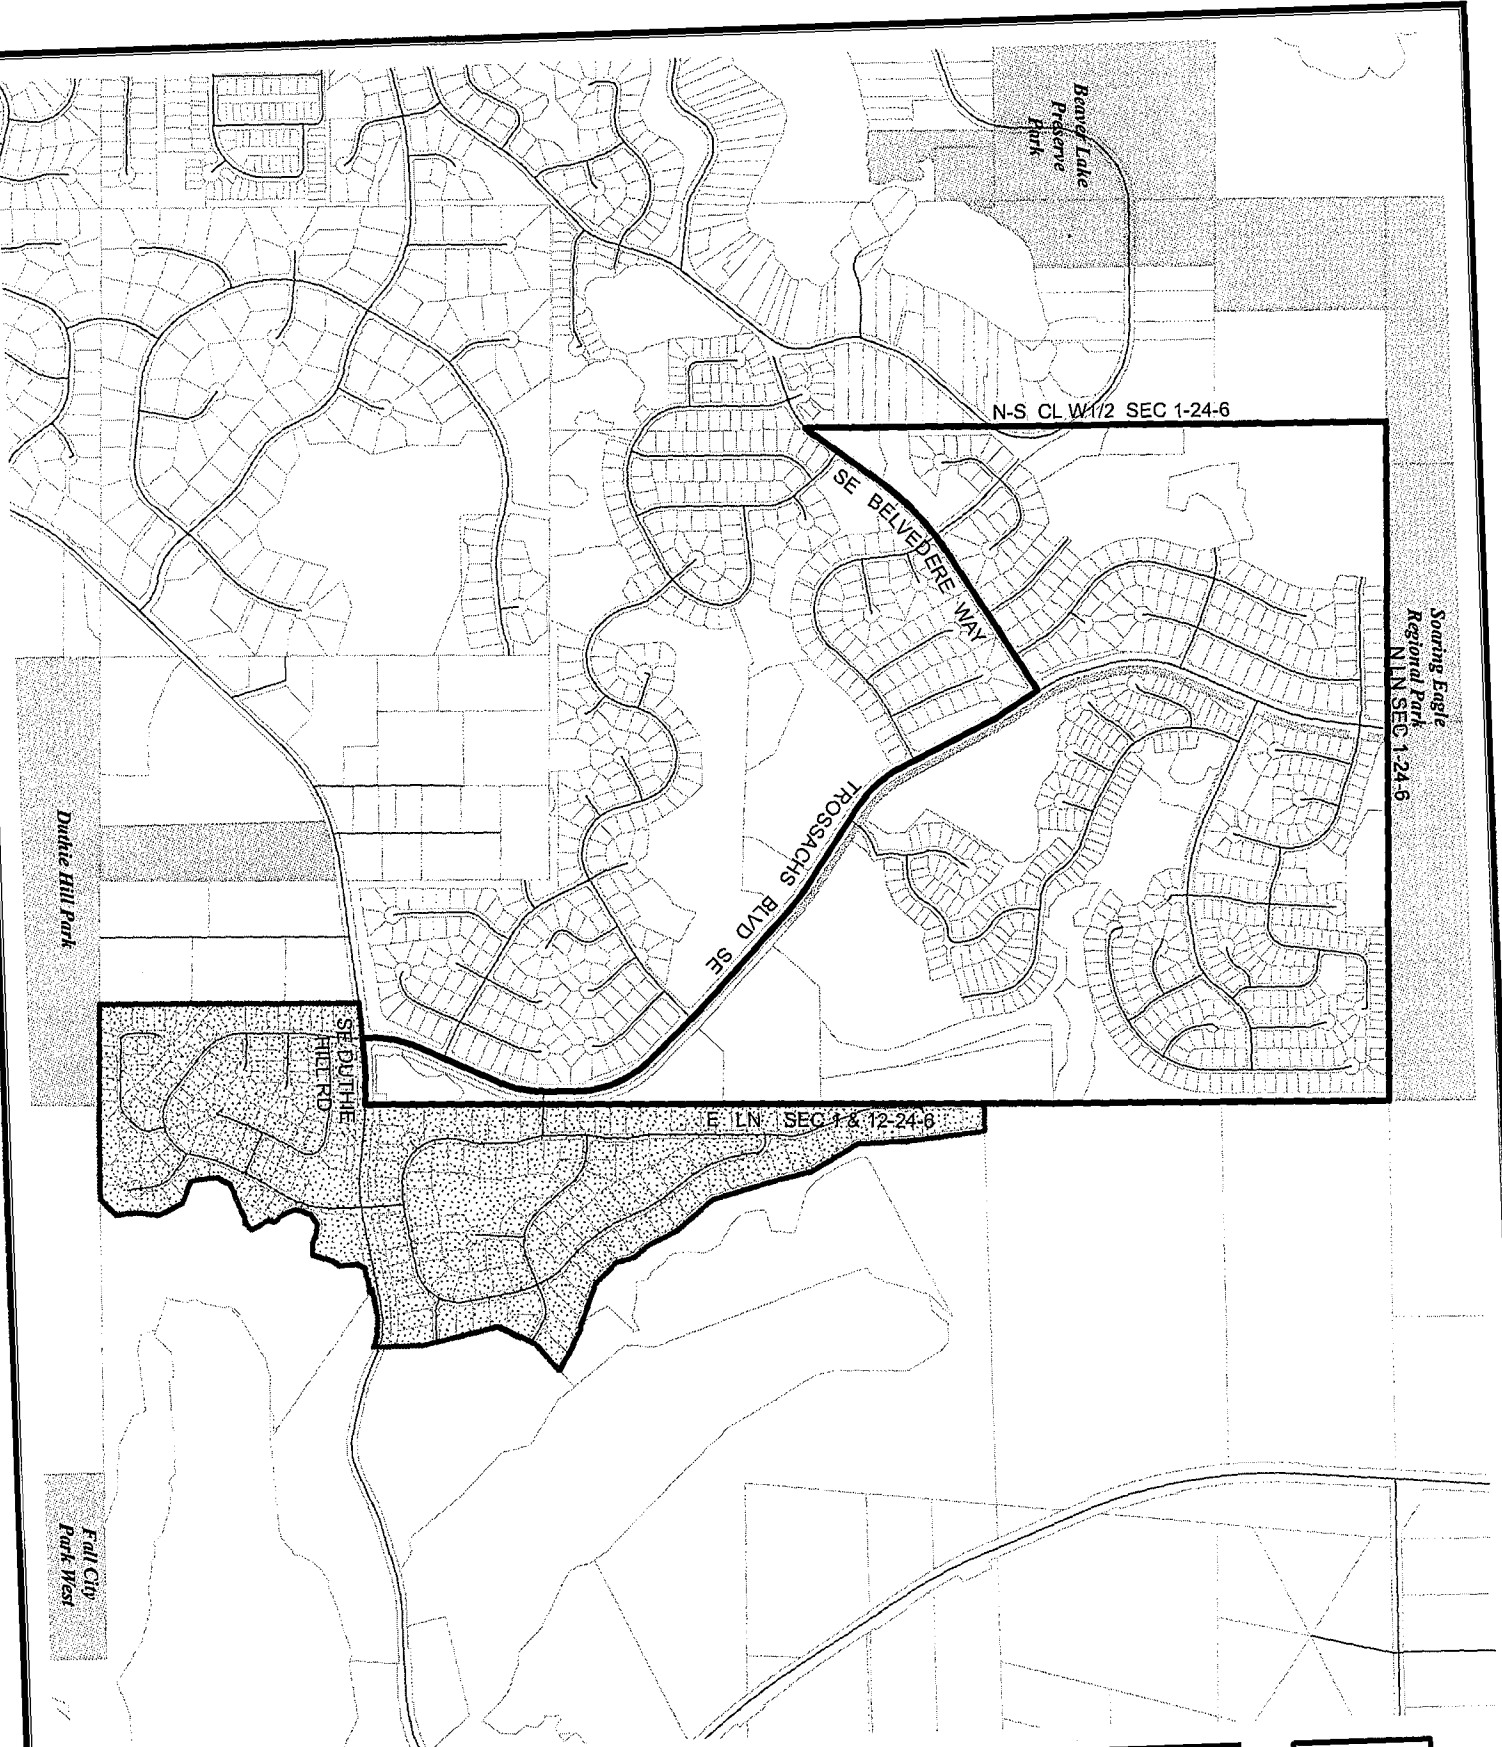 Beaver Lake
Preserve
Park
N-S CL W1/2 SEC 1-24-6
SE BELVEDERE WAY
Soaring Eagle
Regional Park
N LN SEC 1-24-6
TROSSACHS BLVD SE
Duthie Hill Park
SE DUTHIE
HILL RD
E LN SEC 1 & 12-24-6
Fall City
Park West